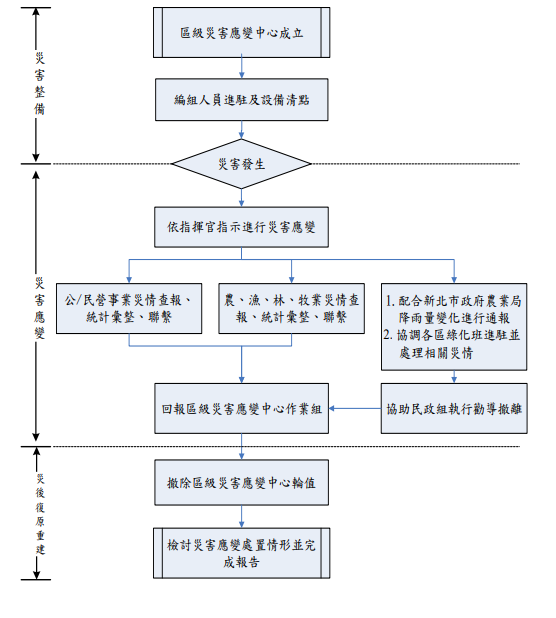 區級災害應變中心成立
災害整備
編組人員進駐及設備清點
災害發生
災害應變
依指揮官指示進行災害應變
公/民營事業災情查報、
統計彙整、聯繫
農、漁、林、牧業災情查
報、統計彙整、聯繫
1. 配合新北市政府農業局
降雨量變化進行通報
2. 協調各區綠化班進駐並
處理相關災情
回報區級災害應變中心作業組
協助民政組執行勸導撤離
災後復原重建
撤除區級災害應變中心輪值
檢討災害應變處置情形並完
成報告